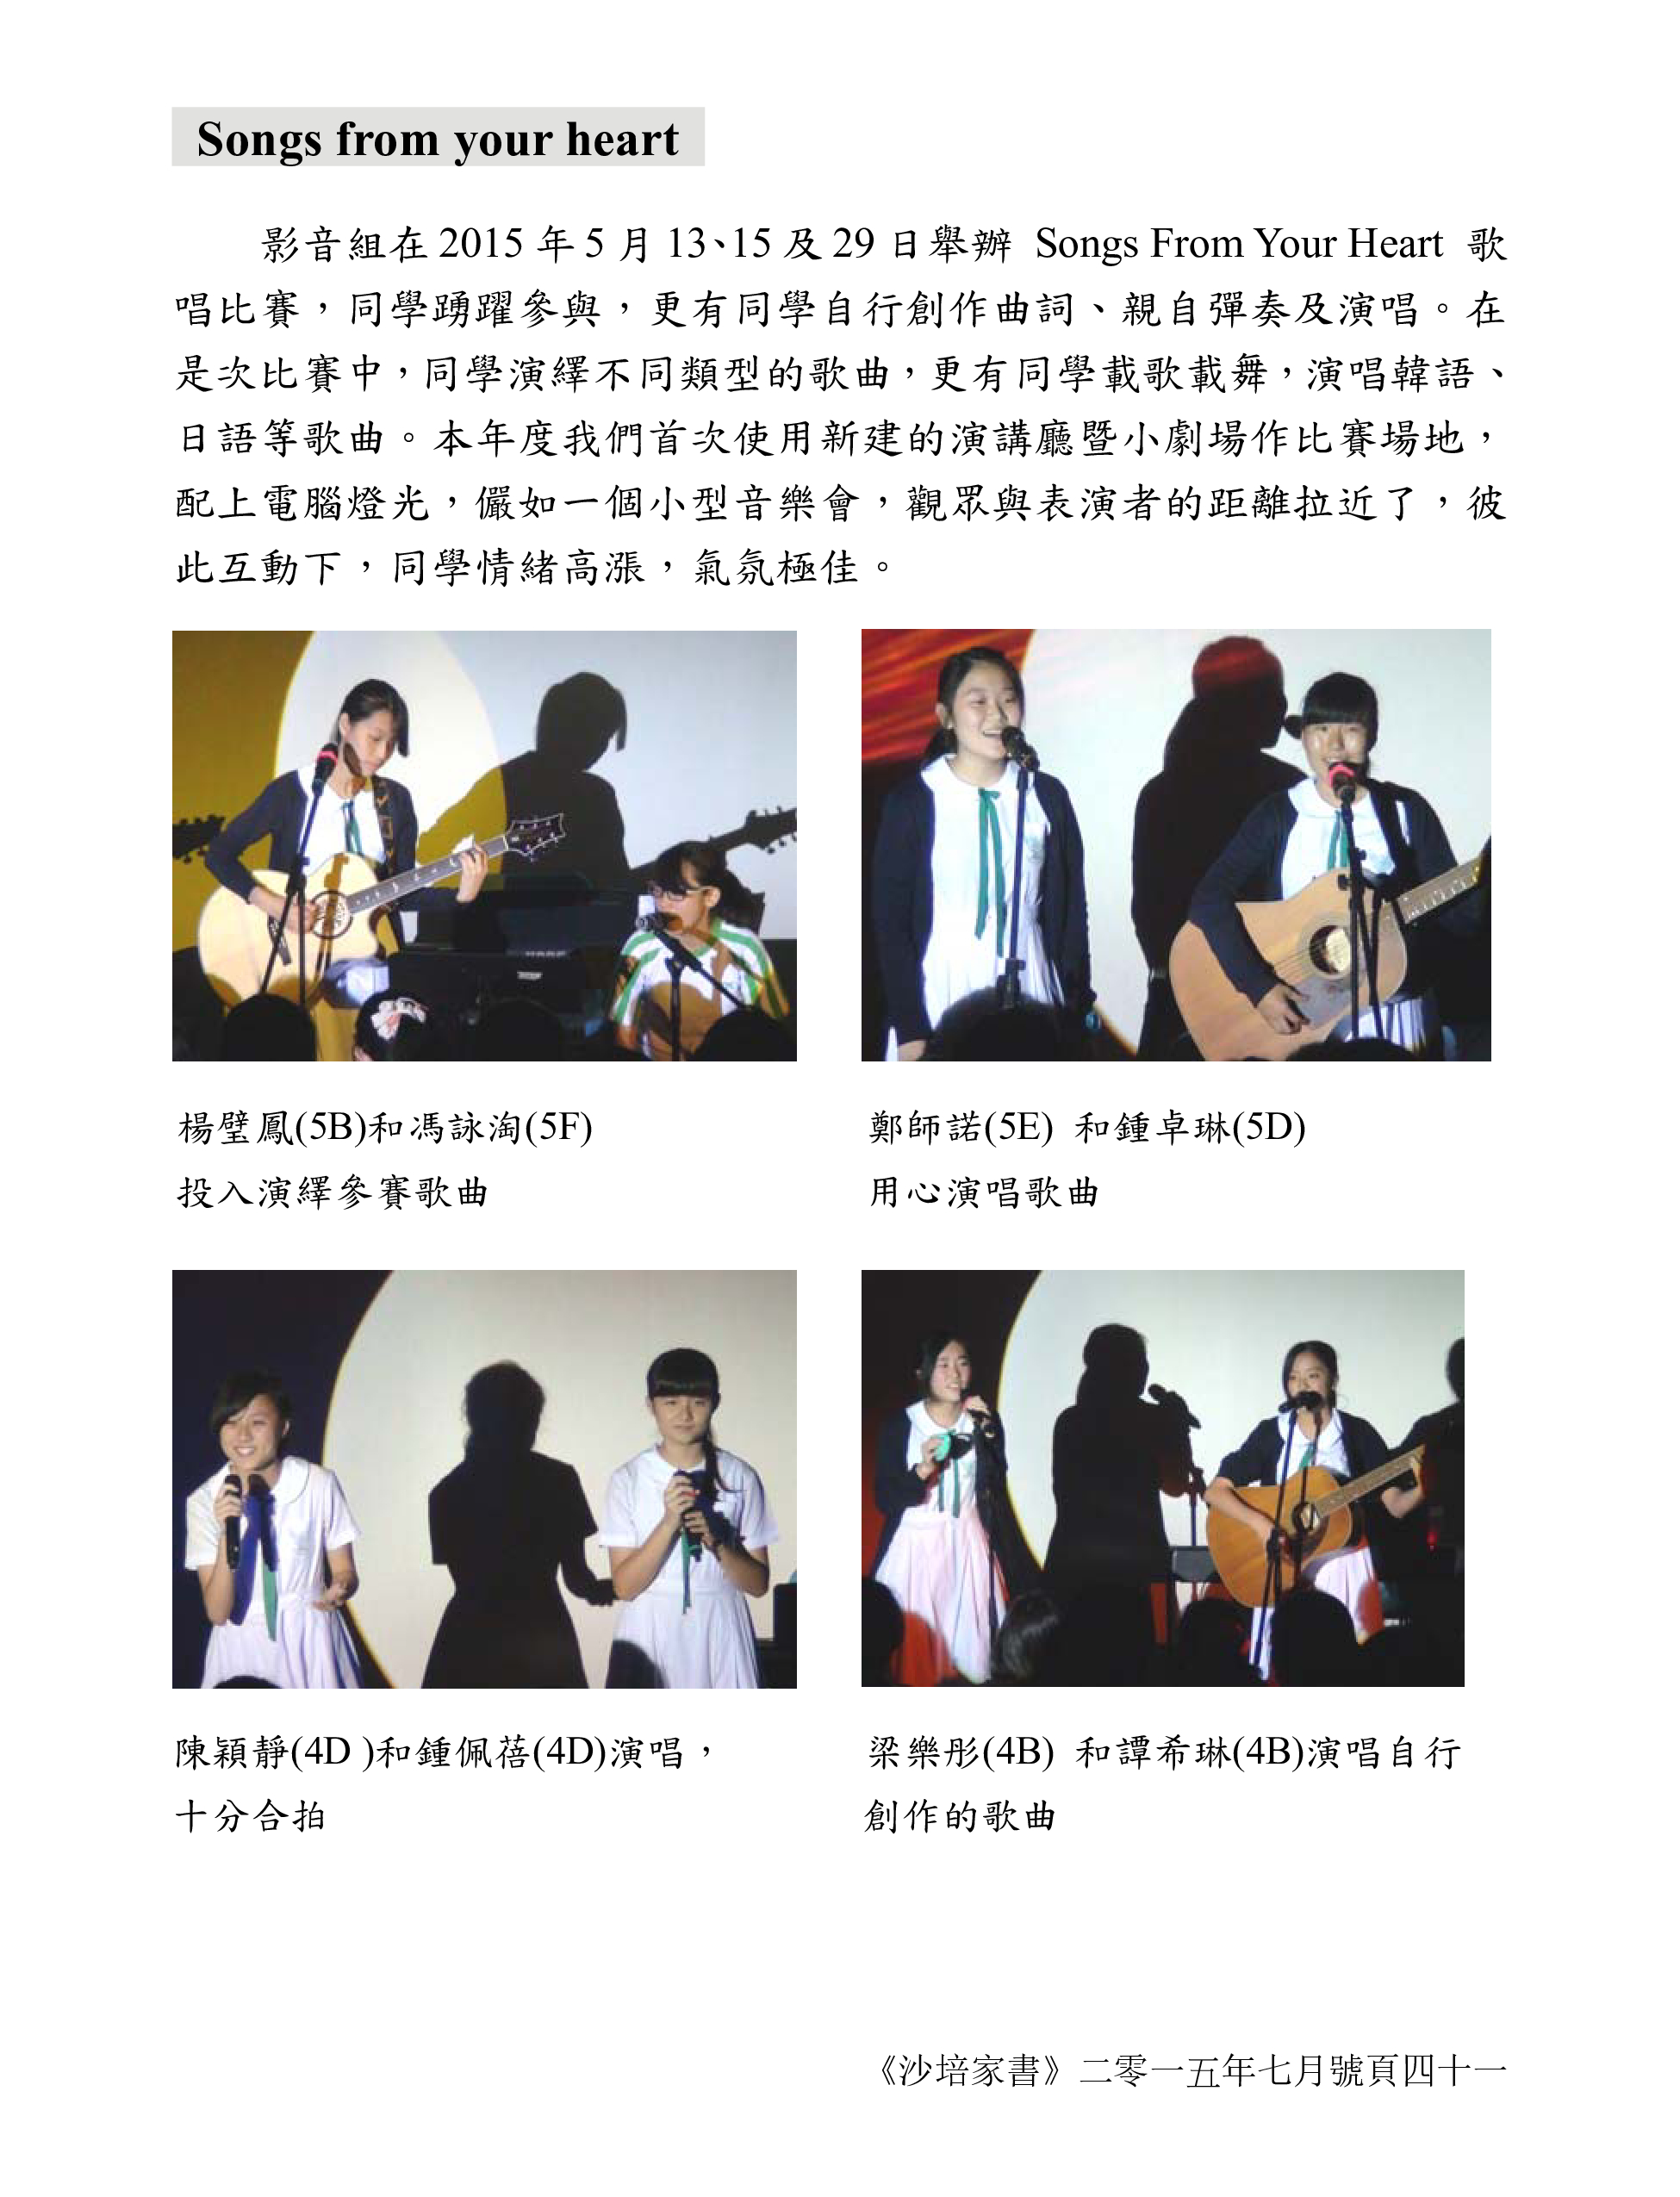 Songs from your heart
影音組在 2015 年 5 月 13、15 及 29 日舉辦 Songs From Your Heart 歌
唱比賽，同學踴躍參與，更有同學自行創作曲詞、親自彈奏及演唱。在
是次比賽中，同學演繹不同類型的歌曲，更有同學載歌載舞，演唱韓語、
日語等歌曲。本年度我們首次使用新建的演講廳暨小劇場作比賽場地，
配上電腦燈光，儼如一個小型音樂會，觀眾與表演者的距離拉近了，彼
此互動下，同學情緒高漲，氣氛極佳。
楊璧鳳(5B)和馮詠淘(5F)
投入演繹參賽歌曲
鄭師諾(5E) 和鍾卓琳(5D)
用心演唱歌曲
陳穎靜(4D )和鍾佩蓓(4D)演唱，
十分合拍
梁樂彤(4B) 和譚希琳(4B)演唱自行
創作的歌曲
《沙培家書》二零一五年七月號頁四十一